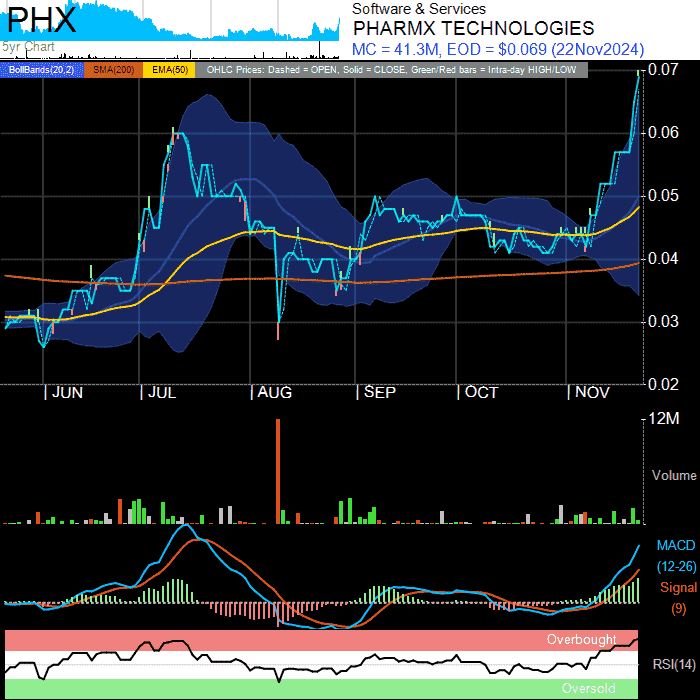 PHX
5yr Chart
Software & Services
PHARMX TECHNOLOGIES
MC = 41.3M, EOD = $0.069 (22Nov2024)
BollBands(20,2) SMA(200) EMA(50) OHLC Prices: Dashed = OPEN, Solid = CLOSE, Green/Red bars = Intra-day HIGH/LOW
0.07
0.06
0.05
0.04
0.03
0.02
JUN JUL AUG SEP OCT NOV
12M
Volume
MACD
(12-26)
Signal
(9)
Overbought
RSI(14)
Oversold